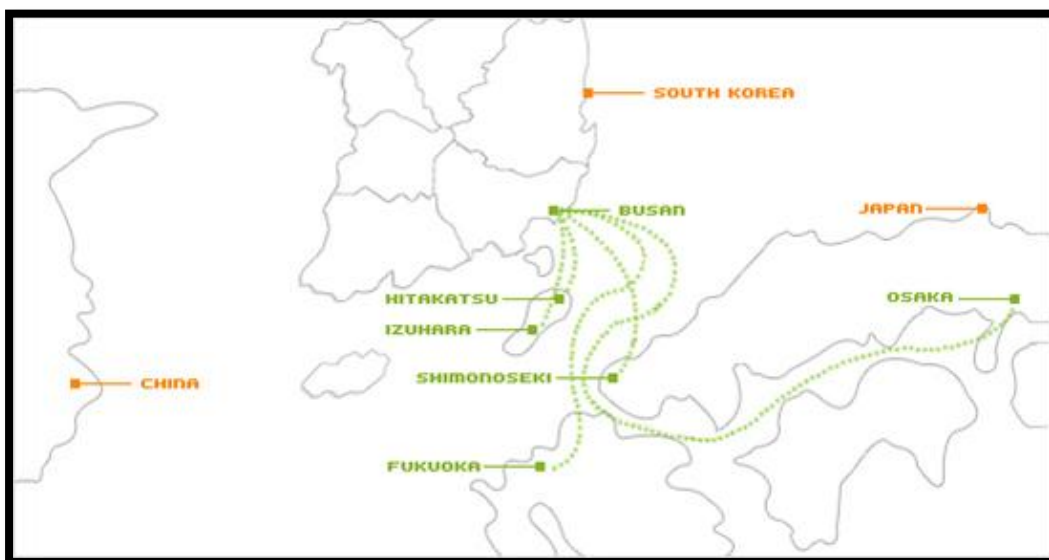 SOUTH KOREA
BUSAN
JAPAN
HITAKATSU
OSAKA
IZUHARA
SHIMONOSEKI
CHINA
FUKUOKA